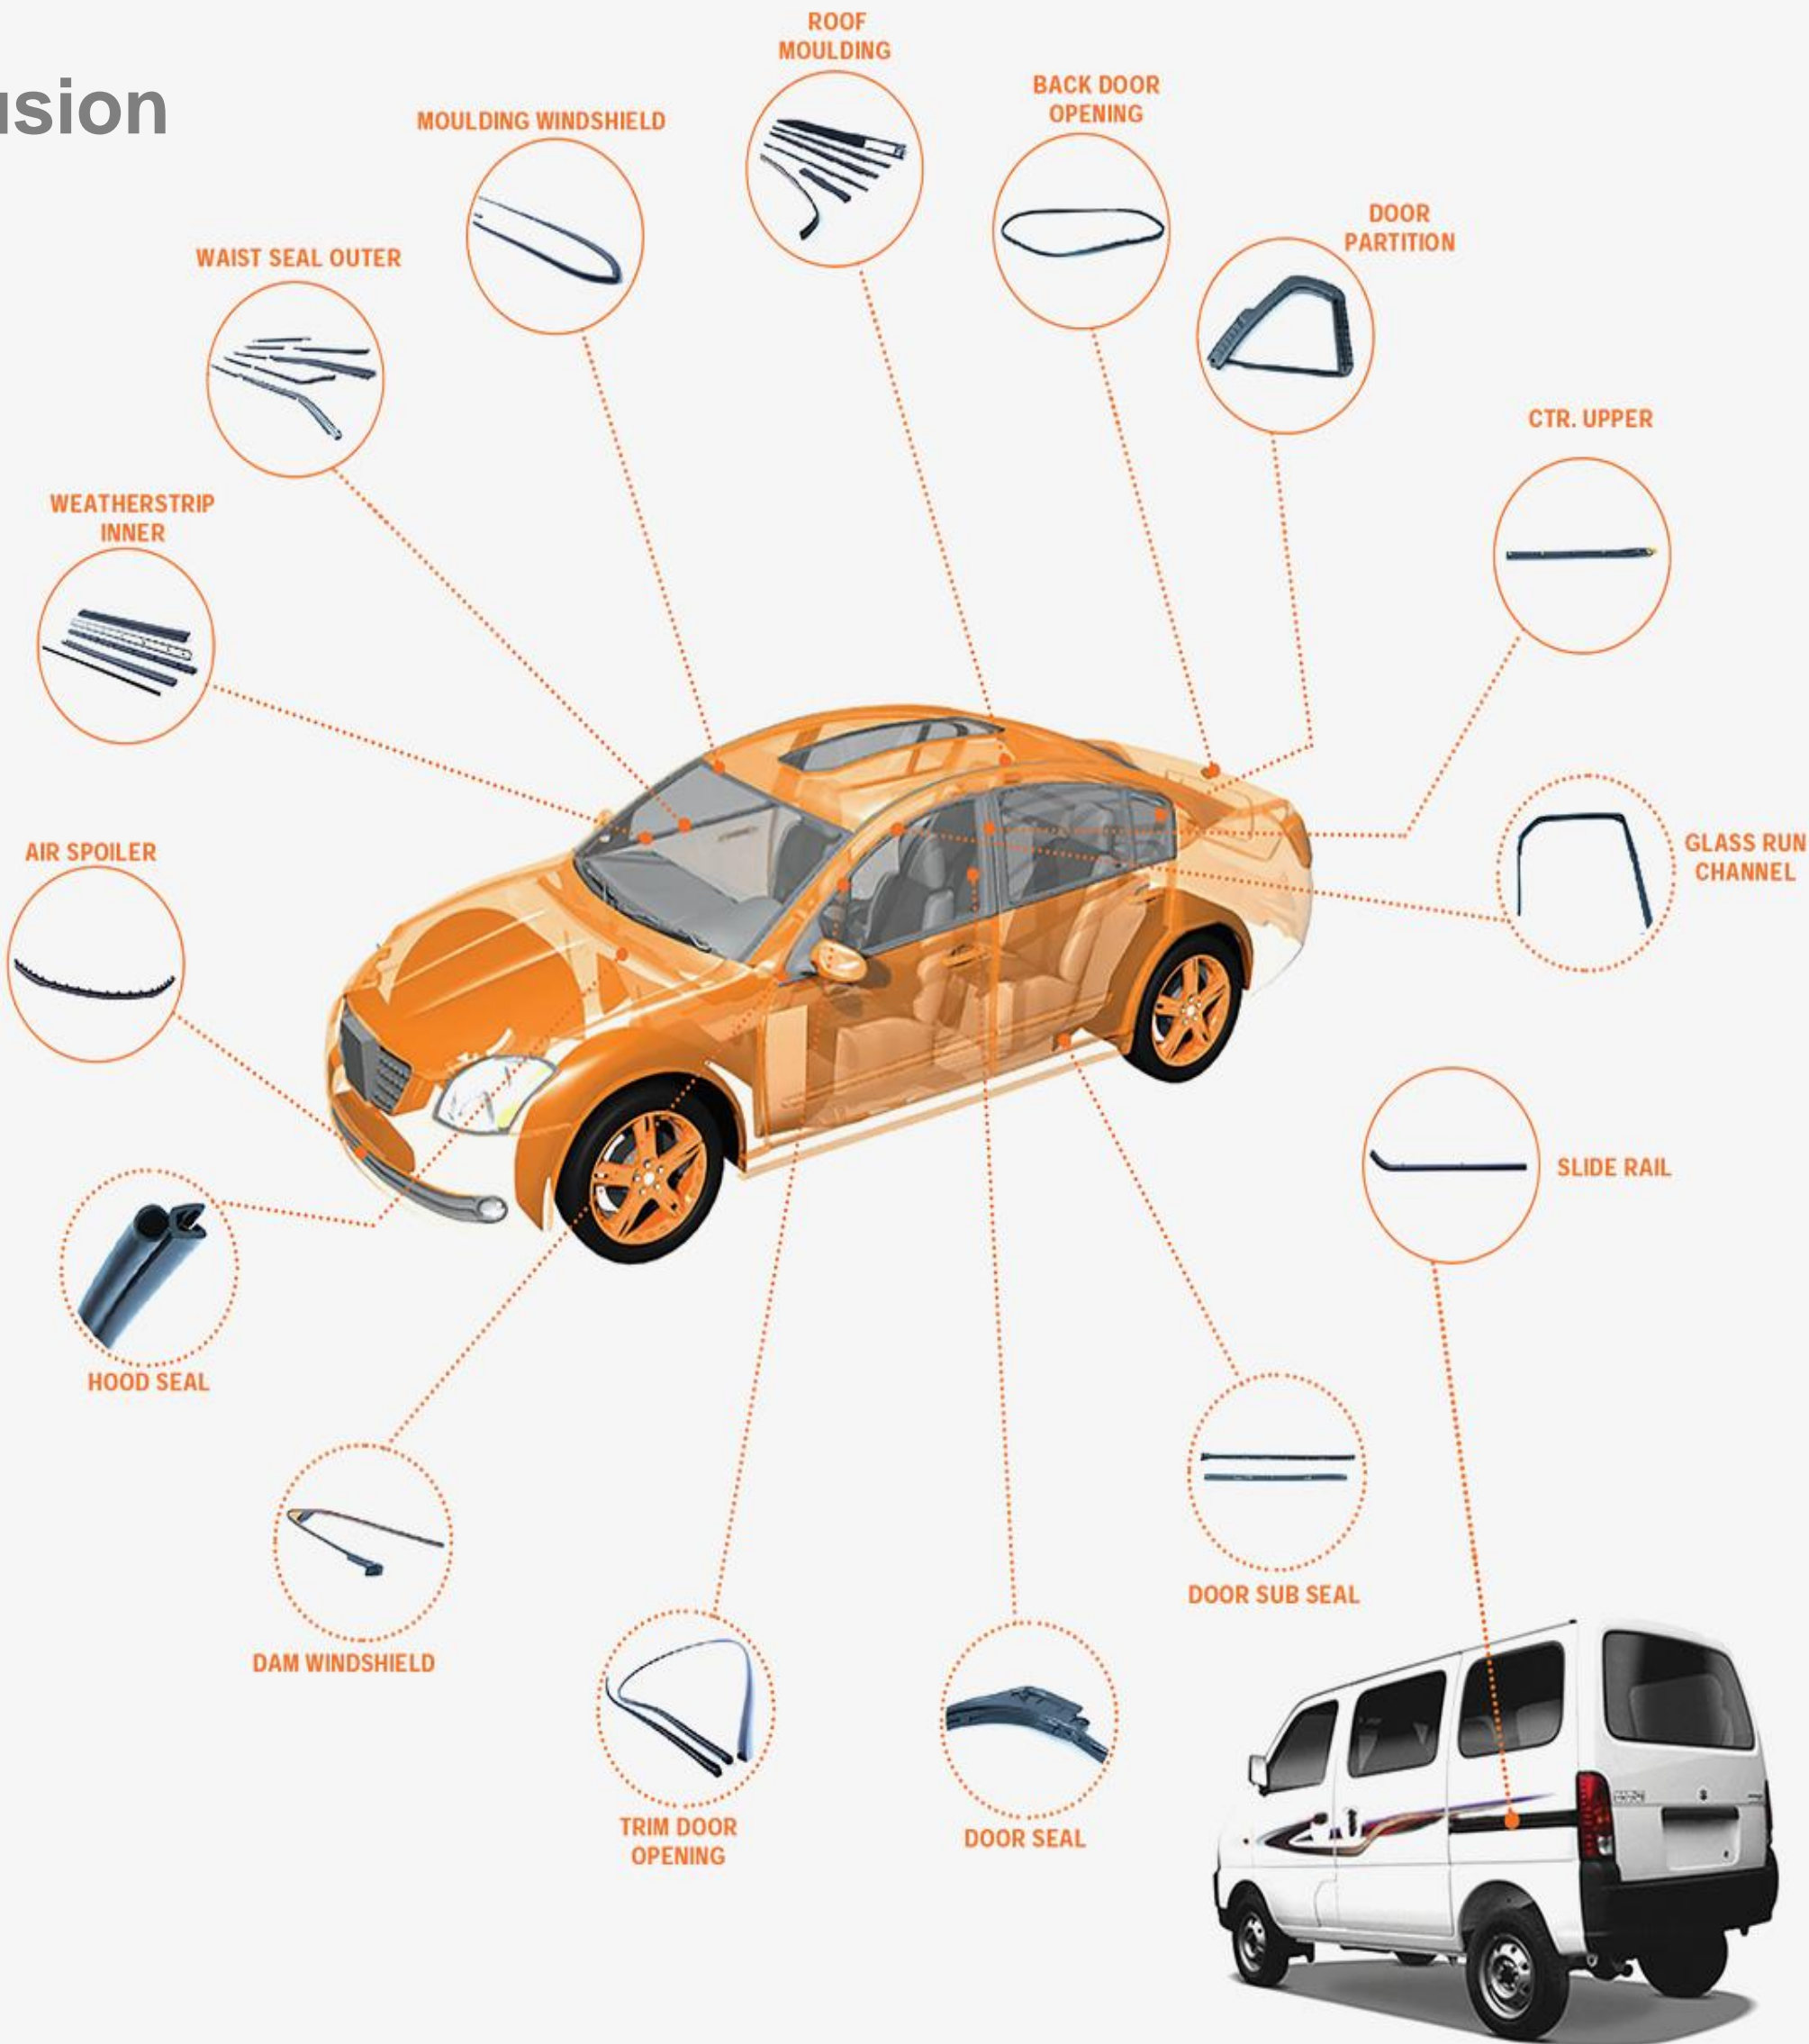 usion
ROOF
MOULDING
BACK DOOR
OPENING
MOULDING WINDSHIELD
DOOR
PARTITION
WAIST SEAL OUTER
CTR. UPPER
WEATHERSTRIP
INNER
AIR SPOILER
GLASS RUN
CHANNEL
SLIDE RAIL
HOOD SEAL
DOOR SUB SEAL
DAM WINDSHIELD
TRIM DOOR
OPENING
DOOR SEAL